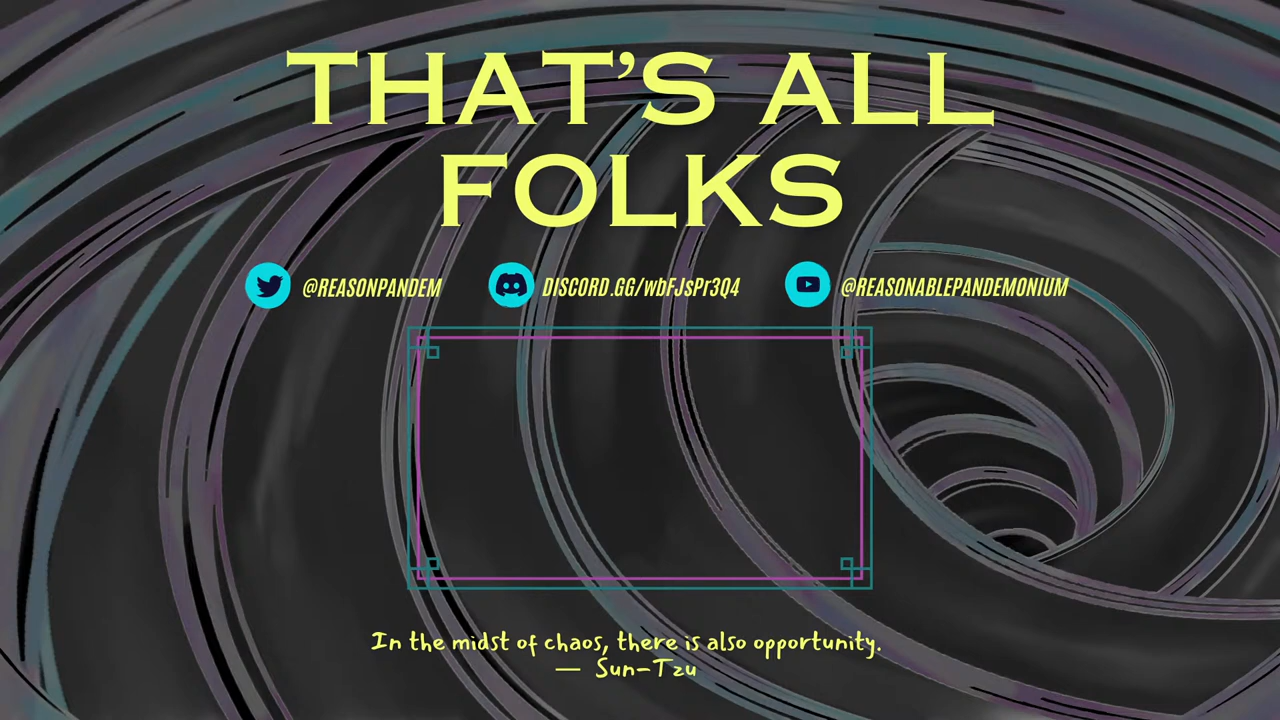 THAT'S ALL
FOLKS
@REASONPANDEM DISCORD.GG/wbFJsPr3Q4 @REASONABLEPANDEMONIUM
In the midst of chaos, there is also opportunity.
— Sun-Tzu